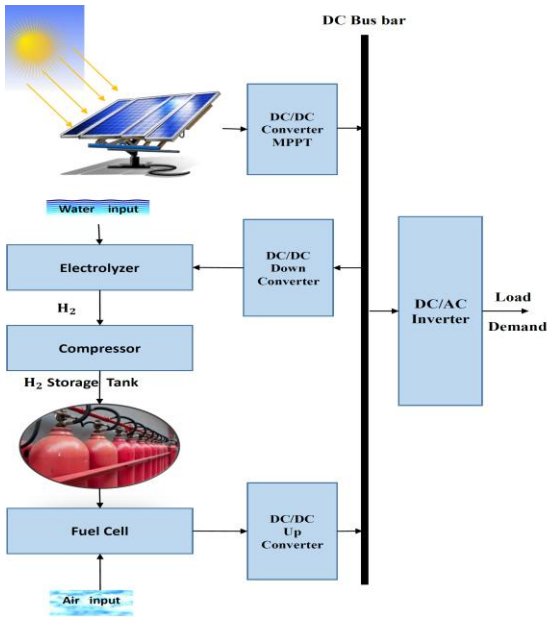 DC Bus bar
DC/DC
Converter
MPPT
Water input
Electrolyzer
DC/DC
Down
Converter
DC/AC
Inverter
Load
Demand
H₂
Compressor
H₂ Storage Tank
Fuel Cell
DC/DC
Up
Converter
Air input